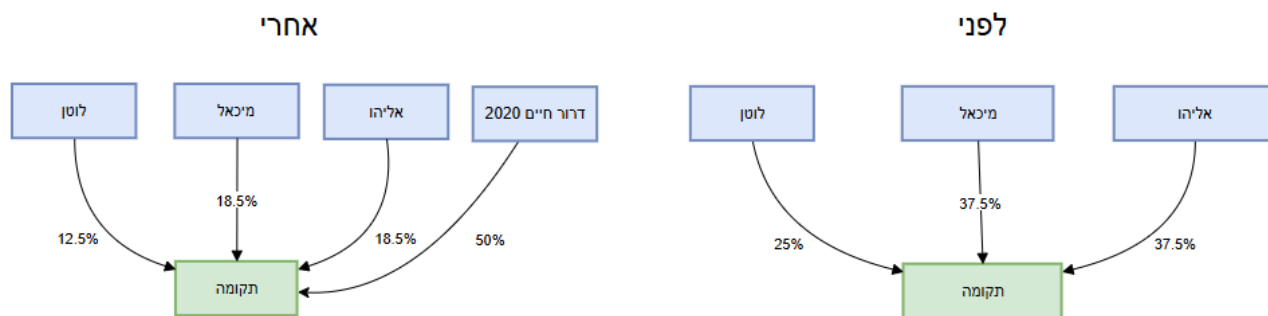 לפני
אליהו
מיכאל
לוטן
37.5%
37.5%
25%
תקומה
אחרי
דרור חיים 2020
אליהו
מיכאל
לוטן
50%
18.5%
18.5%
12.5%
תקומה